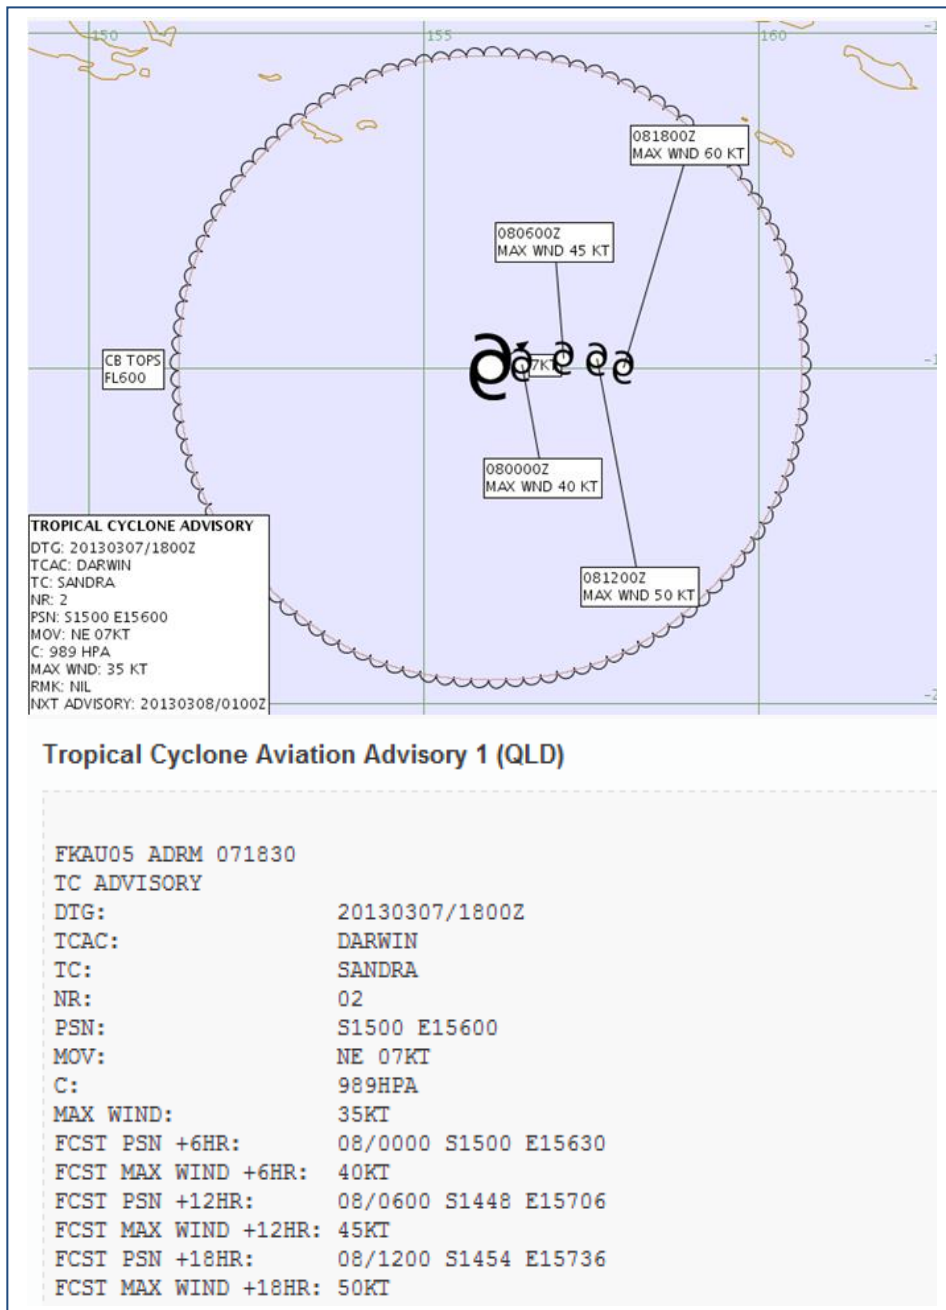 150
155
160
-1
081800Z
MAX WND 60 KT
080600Z
MAX WND 45 KT
CB TOPS
FL600
7KT
-1
080000Z
MAX WND 40 KT
081200Z
MAX WND 50 KT
TROPICAL CYCLONE ADVISORY
DTG: 20130307/1800Z
TCAC: DARWIN
TC: SANDRA
NR: 2
PSN: S1500 E15600
MOV: NE 07KT
C: 989 HPA
MAX WND: 35 KT
RMK: NIL
NXT ADVISORY: 20130308/0100Z
-2
Tropical Cyclone Aviation Advisory 1 (QLD)
FKAU05 ADRM 071830
TC ADVISORY
DTG: 20130307/1800Z
TCAC: DARWIN
TC: SANDRA
NR: 02
PSN: S1500 E15600
MOV: NE 07KT
C: 989HPA
MAX WIND: 35KT
FCST PSN +6HR: 08/0000 S1500 E15630
FCST MAX WIND +6HR: 40KT
FCST PSN +12HR: 08/0600 S1448 E15706
FCST MAX WIND +12HR: 45KT
FCST PSN +18HR: 08/1200 S1454 E15736
FCST MAX WIND +18HR: 50KT